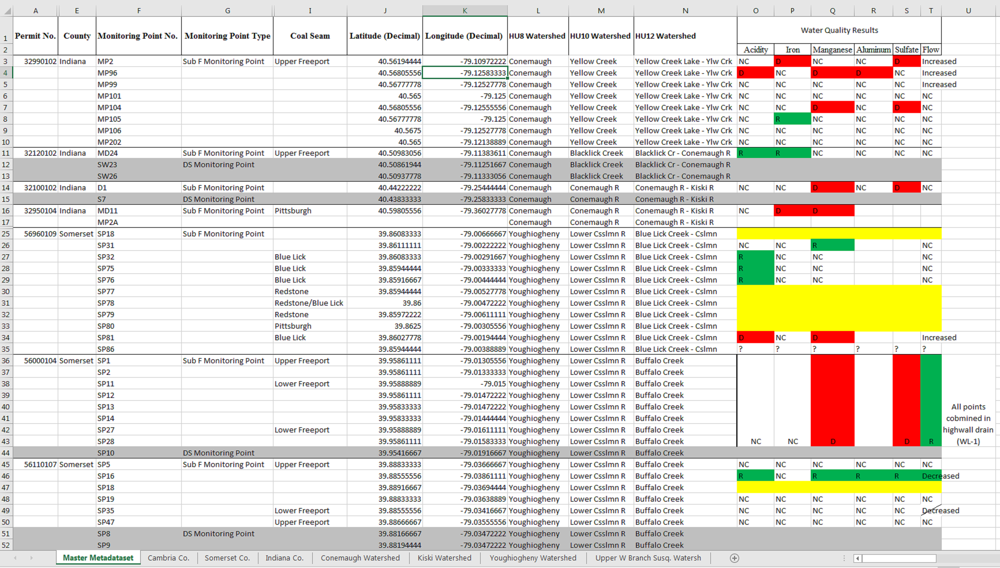 A E F G I J K L M N O P Q R S T U
1 Permit No. County Monitoring Point No. Monitoring Point Type Coal Seam Latitude (Decimal) Longitude (Decimal) HU8 Watershed HU10 Watershed HU12 Watershed Water Quality Results
2 Acidity Iron Manganese Aluminum Sulfate Flow
3 32990102 Indiana MP2 Sub F Monitoring Point Upper Freeport 40.56194444 -79.10972222 Conemaugh Yellow Creek Yellow Creek Lake - Ylw Crk NC D NC NC D Increased
4 MP96 40.56805556 -79.12583333 Conemaugh Yellow Creek Yellow Creek Lake - Ylw Crk D NC D D NC Increased
5 MP99 40.56777778 -79.12527778 Conemaugh Yellow Creek Yellow Creek Lake - Ylw Crk NC NC NC NC NC Increased
6 MP101 40.565 -79.125 Conemaugh Yellow Creek Yellow Creek Lake - Ylw Crk NC NC NC NC NC NC
7 MP104 40.56805556 -79.12555556 Conemaugh Yellow Creek Yellow Creek Lake - Ylw Crk NC NC D NC D NC
8 MP105 40.56777778 -79.125 Conemaugh Yellow Creek Yellow Creek Lake - Ylw Crk NC R NC NC NC NC
9 MP106 40.5675 -79.12527778 Conemaugh Yellow Creek Yellow Creek Lake - Ylw Crk NC NC NC NC NC NC
10 MP202 40.565 -79.12138889 Conemaugh Yellow Creek Yellow Creek Lake - Ylw Crk NC NC NC NC NC NC
11 32120102 Indiana MD24 Sub F Monitoring Point Upper Freeport 40.50983056 -79.11383611 Conemaugh Blacklick Creek Blacklick Cr - Conemaugh R R R NC NC NC NC
12 SW23 DS Monitoring Point 40.50861944 -79.11251667 Conemaugh Blacklick Creek Blacklick Cr - Conemaugh R
13 SW26 40.50937778 -79.11333056 Conemaugh Blacklick Creek Blacklick Cr - Conemaugh R
14 32100102 Indiana D1 Sub F Monitoring Point 40.44222222 -79.25444444 Conemaugh Conemaugh R Conemaugh R - Kiski R NC NC D NC D NC
15 S7 DS Monitoring Point 40.43833333 -79.25833333 Conemaugh Conemaugh R Conemaugh R - Kiski R
16 32950104 Indiana MD11 Sub F Monitoring Point Pittsburgh 40.59805556 -79.36027778 Conemaugh Conemaugh R Conemaugh R - Kiski R NC D D
17 MP2A Conemaugh Conemaugh R Conemaugh R - Kiski R
25 56960109 Somerset SP18 Sub F Monitoring Point 39.86083333 -79.00666667 Youghiogheny Lower Csslmn R Blue Lick Creek - Cslmn
26 SP31 39.86111111 -79.00222222 Youghiogheny Lower Csslmn R Blue Lick Creek - Cslmn NC NC R NC
27 SP32 Blue Lick 39.86083333 -79.00291667 Youghiogheny Lower Csslmn R Blue Lick Creek - Cslmn R NC NC NC
28 SP75 Blue Lick 39.85944444 -79.00333333 Youghiogheny Lower Csslmn R Blue Lick Creek - Cslmn R NC NC NC
29 SP76 Blue Lick 39.85916667 -79.00444444 Youghiogheny Lower Csslmn R Blue Lick Creek - Cslmn R NC NC NC
30 SP77 Redstone 39.85944444 -79.00527778 Youghiogheny Lower Csslmn R Blue Lick Creek - Cslmn
31 SP78 Redstone/Blue Lick 39.86 -79.00472222 Youghiogheny Lower Csslmn R Blue Lick Creek - Cslmn
32 SP79 Redstone 39.85972222 -79.00611111 Youghiogheny Lower Csslmn R Blue Lick Creek - Cslmn
33 SP80 Pittsburgh 39.8625 -79.00305556 Youghiogheny Lower Csslmn R Blue Lick Creek - Cslmn
34 SP81 Blue Lick 39.86027778 -79.00194444 Youghiogheny Lower Csslmn R Blue Lick Creek - Cslmn D NC D Increased
35 SP86 39.85944444 -79.00388889 Youghiogheny Lower Csslmn R Blue Lick Creek - Cslmn ? ? ? ? ? ?
36 56000104 Somerset SP1 Sub F Monitoring Point Upper Freeport 39.95861111 -79.01305556 Youghiogheny Lower Csslmn R Buffalo Creek
37 SP2 39.95861111 -79.01333333 Youghiogheny Lower Csslmn R Buffalo Creek
38 SP11 Lower Freeport 39.95888889 -79.015 Youghiogheny Lower Csslmn R Buffalo Creek
39 SP12 39.95861111 -79.01472222 Youghiogheny Lower Csslmn R Buffalo Creek
40 SP13 39.95833333 -79.01472222 Youghiogheny Lower Csslmn R Buffalo Creek All points
41 SP14 39.95833333 -79.01444444 Youghiogheny Lower Csslmn R Buffalo Creek cobmined in
42 SP27 Lower Freeport 39.95888889 -79.01611111 Youghiogheny Lower Csslmn R Buffalo Creek highwall drain
43 SP28 39.95861111 -79.01583333 Youghiogheny Lower Csslmn R Buffalo Creek NC NC D D R (WL-1)
44 SP10 DS Monitoring Point 39.95416667 -79.01916667 Youghiogheny Lower Csslmn R Buffalo Creek
45 56110107 Somerset SP5 Sub F Monitoring Point Upper Freeport 39.88833333 -79.03666667 Youghiogheny Lower Csslmn R Buffalo Creek NC NC NC NC NC NC
46 SP16 39.88555556 -79.03861111 Youghiogheny Lower Csslmn R Buffalo Creek R NC R R R Decreased
47 SP18 39.88916667 -79.03694444 Youghiogheny Lower Csslmn R Buffalo Creek
48 SP19 39.88833333 -79.03638889 Youghiogheny Lower Csslmn R Buffalo Creek NC NC NC NC NC NC
49 SP35 Lower Freeport 39.88555556 -79.03416667 Youghiogheny Lower Csslmn R Buffalo Creek NC NC NC NC NC Decreased
50 SP47 Upper Freeport 39.88666667 -79.03555556 Youghiogheny Lower Csslmn R Buffalo Creek NC NC NC NC NC NC
51 SP8 DS Monitoring Point 39.88166667 -79.03472222 Youghiogheny Lower Csslmn R Buffalo Creek
52 SP9 39.88194444 -79.03472222 Youghiogheny Lower Csslmn R Buffalo Creek
Master Metadataset Cambria Co. Somerset Co. Indiana Co. Conemaugh Watershed Kiski Watershed Youghiogheny Watershed Upper W Branch Susq. Watersh